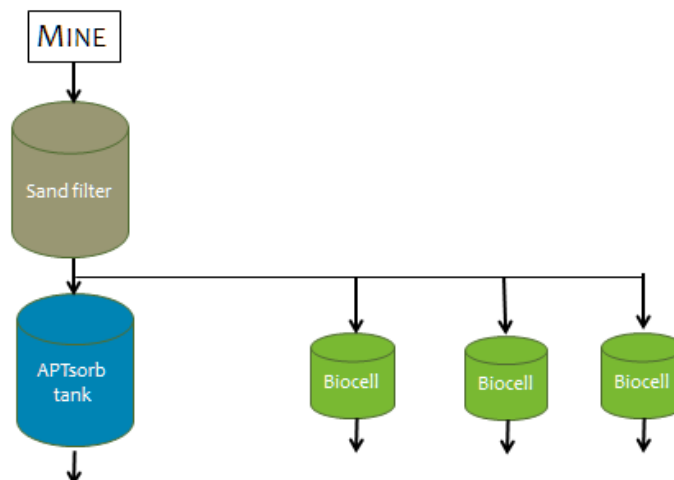 MINE
Sand filter
APTsorb
tank
Biocell
Biocell
Biocell